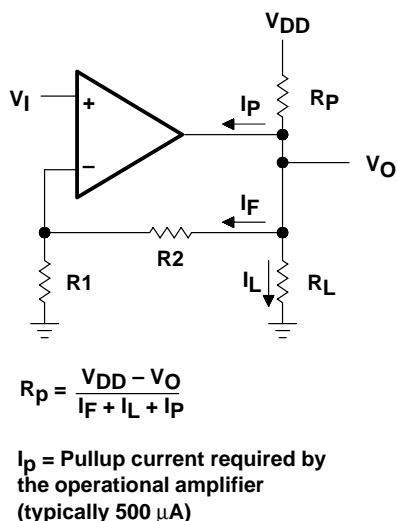 VDD
VI
+
IP
RP
VO
–
IF
R2
R1
IL
RL
Rp = VDD – VO / IF + IL + IP
Ip = Pullup current required by
the operational amplifier
(typically 500 μA)